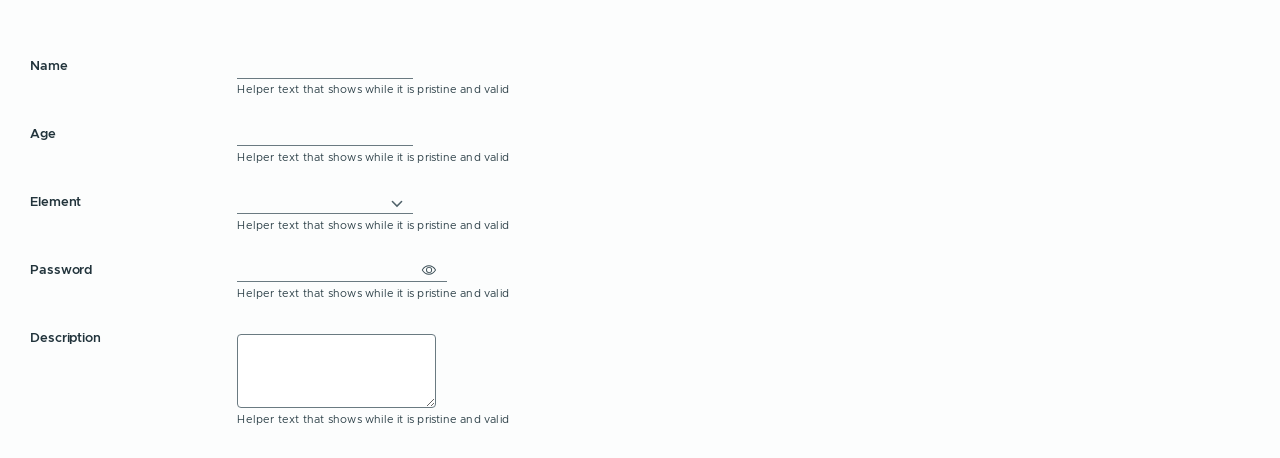 Name
Helper text that shows while it is pristine and valid
Age
Helper text that shows while it is pristine and valid
Element
Helper text that shows while it is pristine and valid
Password
Helper text that shows while it is pristine and valid
Description
Helper text that shows while it is pristine and valid